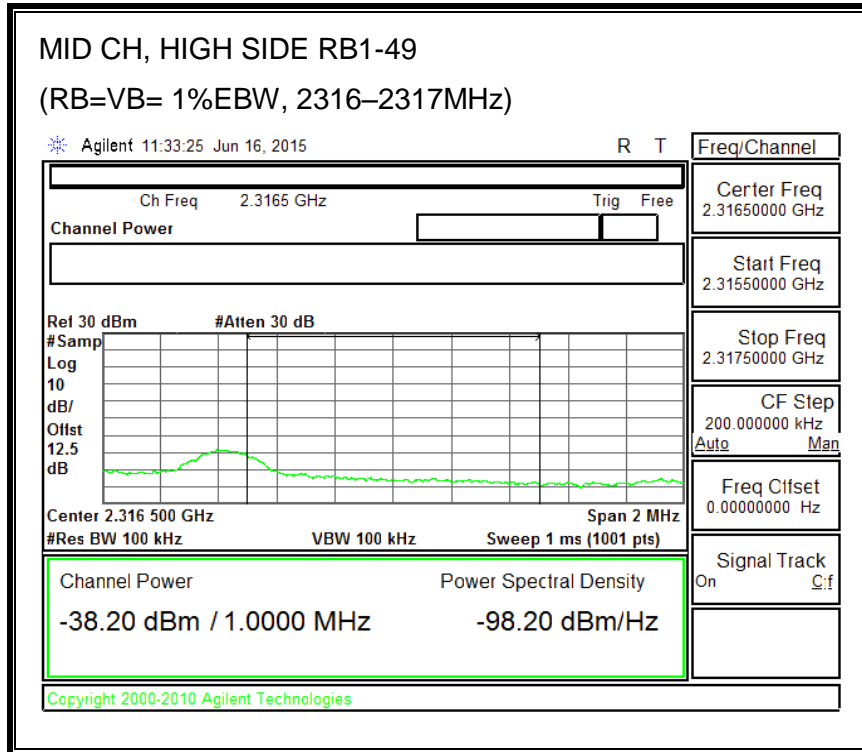 MID CH, HIGH SIDE RB1-49
(RB=VB= 1%EBW, 2316–2317MHz)
Agilent 11:33:25 Jun 16, 2015 R T
Freq/Channel
Ch Freq 2.3165 GHz Trig Free
Channel Power
Center Freq
2.31650000 GHz
Start Freq
2.31550000 GHz
Stop Freq
2.31750000 GHz
CF Step
200.000000 kHz
Auto Man
Freq Offset
0.00000000 Hz
Signal Track
On Off
Ref 30 dBm #Atten 30 dB
#Samp
Log
10
dB/
Offst
12.5
dB
Center 2.316 500 GHz Span 2 MHz
#Res BW 100 kHz VBW 100 kHz Sweep 1 ms (1001 pts)
Channel Power Power Spectral Density
-38.20 dBm / 1.0000 MHz -98.20 dBm/Hz
Copyright 2000-2010 Agilent Technologies